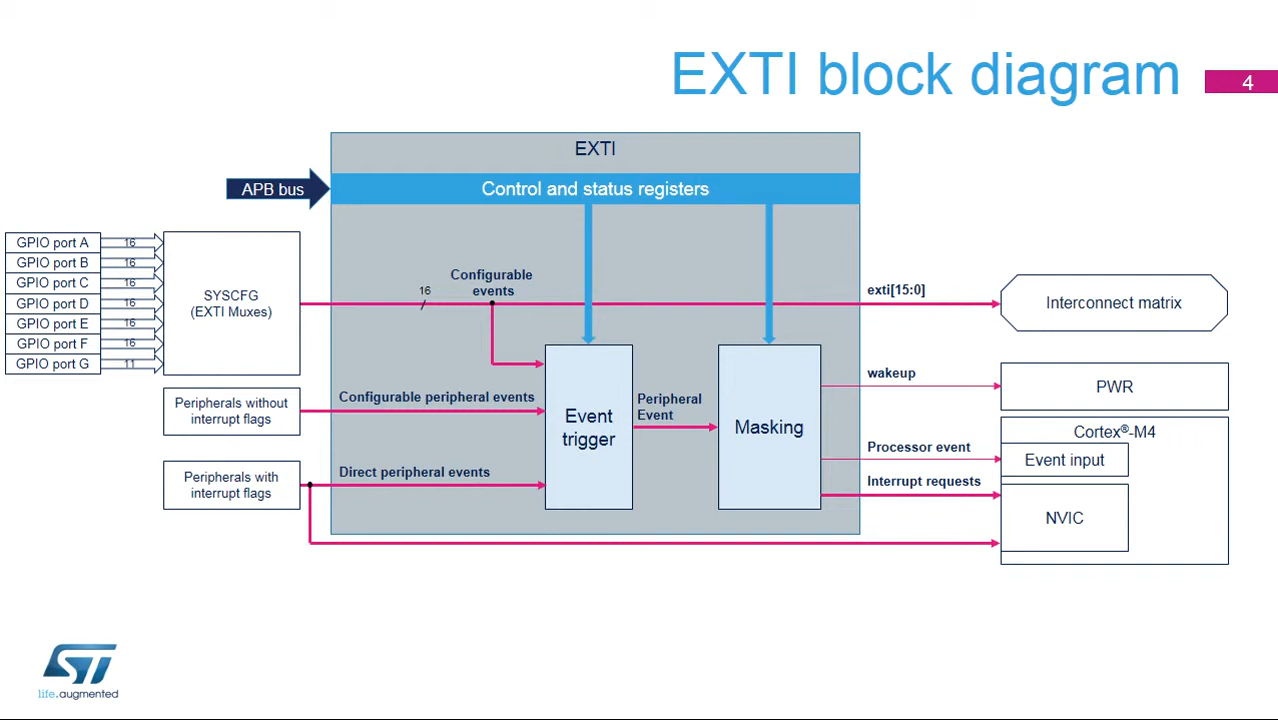 EXTI block diagram
4
EXTI
APB bus
Control and status registers
GPIO port A
16
GPIO port B
16
GPIO port C
16
GPIO port D
16
GPIO port E
16
GPIO port F
16
GPIO port G
11
SYSCFG
(EXTI Muxes)
16
Configurable
events
exti[15:0]
Interconnect matrix
Peripherals without
interrupt flags
Configurable peripheral events
Peripherals with
interrupt flags
Direct peripheral events
Event
trigger
Peripheral
Event
Masking
wakeup
PWR
Cortex®-M4
Processor event
Event input
Interrupt requests
NVIC
ST
life.augmented